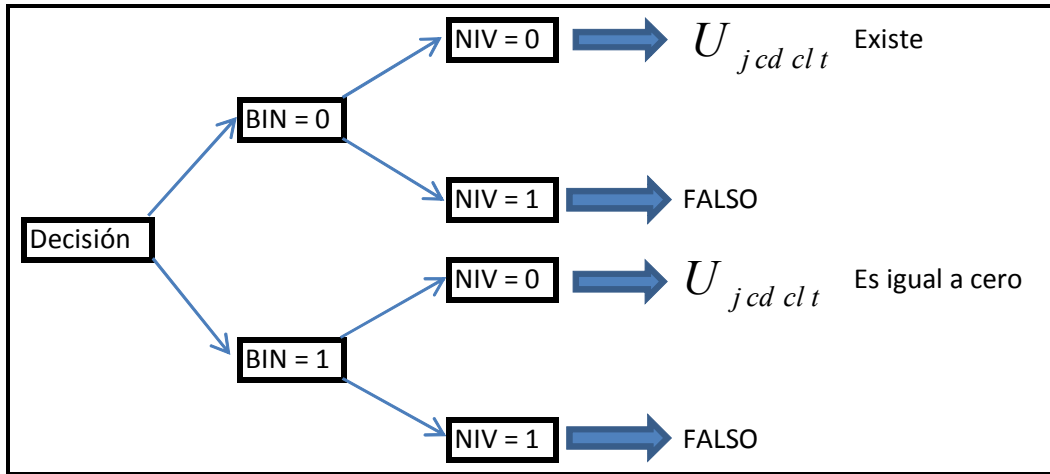 NIV = 0
U j cd cl t Existe
BIN = 0
NIV = 1
FALSO
Decisión
NIV = 0
U j cd cl t Es igual a cero
BIN = 1
NIV = 1
FALSO